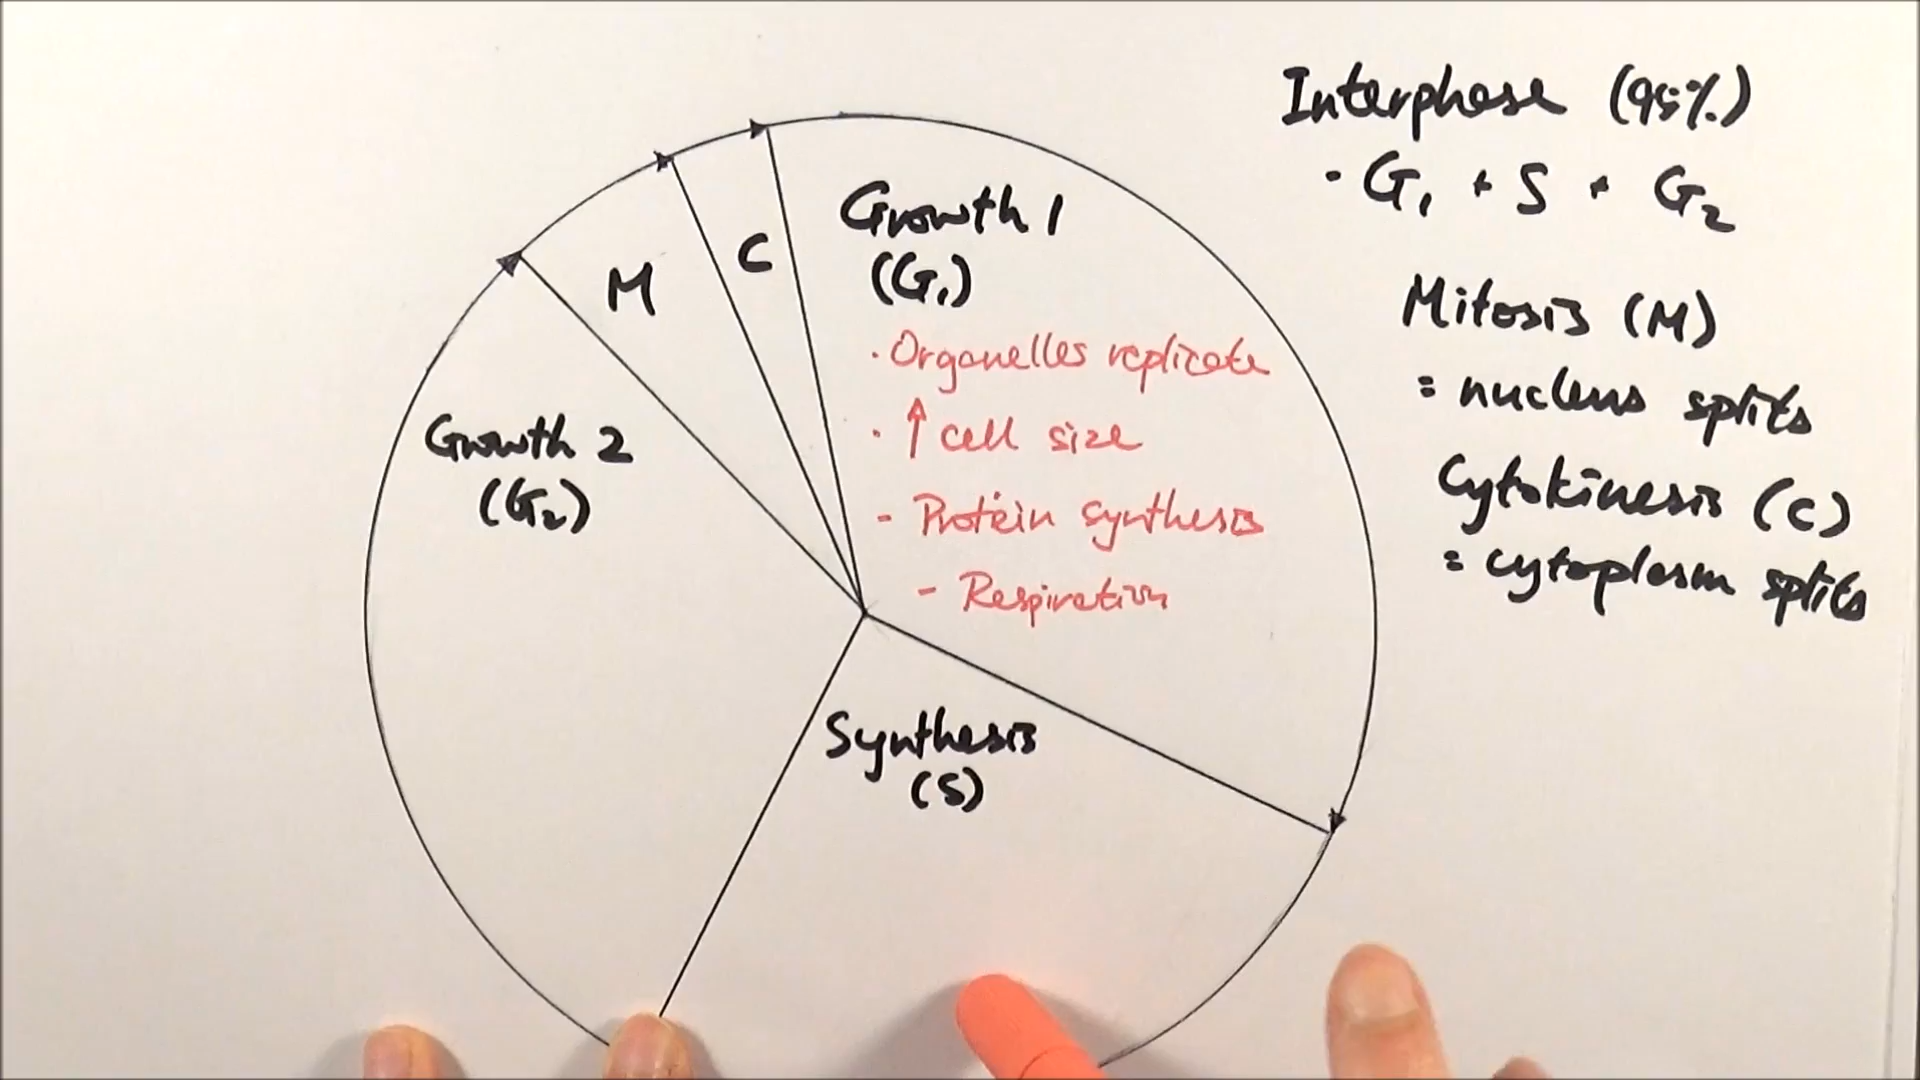 Interphase (95%)
· G₁ + S + G₂
Mitosis (M)
= nucleus splits
Cytokinesis (C)
= cytoplasm splits
M
C
Growth 1
(G₁)
· Organelles replicate
· ↑ cell size
- Protein synthesis
- Respiration
Growth 2
(G₂)
Synthesis
(S)